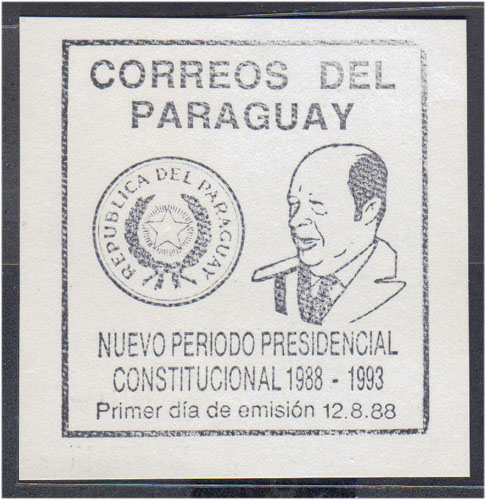 CORREOS DEL
PARAGUAY
REPUBLICA DEL PARAGUAY
NUEVO PERIODO PRESIDENCIAL
CONSTITUCIONAL 1988 - 1993
Primer día de emisión 12.8.88